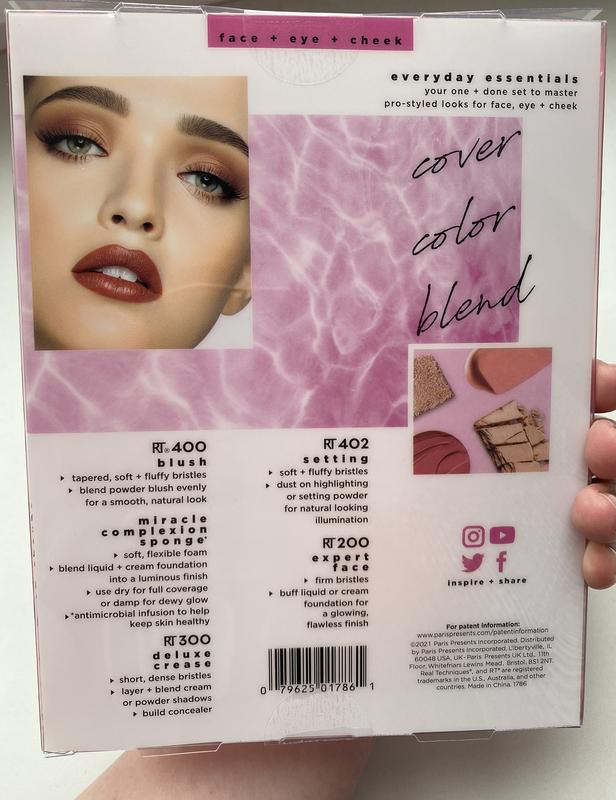 face + eye + cheek
everyday essentials
your one + done set to master
pro-styled looks for face, eye + cheek
cover
color
blend
RT® 400
blush
▸ tapered, soft + fluffy bristles
▸ blend powder blush evenly
for a smooth, natural look
miracle
complexion
sponge*
▸ soft, flexible foam
▸ blend liquid + cream foundation
into a luminous finish
▸ use dry for full coverage
or damp for dewy glow
▸ *antimicrobial infusion to help
keep skin healthy
RT 300
deluxe
crease
▸ short, dense bristles
▸ layer + blend cream
or powder shadows
▸ build concealer
RT 402
setting
▸ soft + fluffy bristles
▸ dust on highlighting
or setting powder
for natural looking
illumination
RT 200
expert
face
▸ firm bristles
▸ buff liquid or cream
foundation for
a glowing,
flawless finish
0 79625 01786 1
inspire + share
For patent information:
www.parispresents.com/patentinformation
©2021 Paris Presents Incorporated. Distributed
by Paris Presents Incorporated, Libertyville, IL
60048 USA, UK- Paris Presents UK Ltd., 11th
Floor, Whitefriars Lewins Mead, Bristol, BS1 2NT.
Real Techniques®, and RT® are registered
trademarks in the U.S., Australia, and other
countries. Made in China. 1786